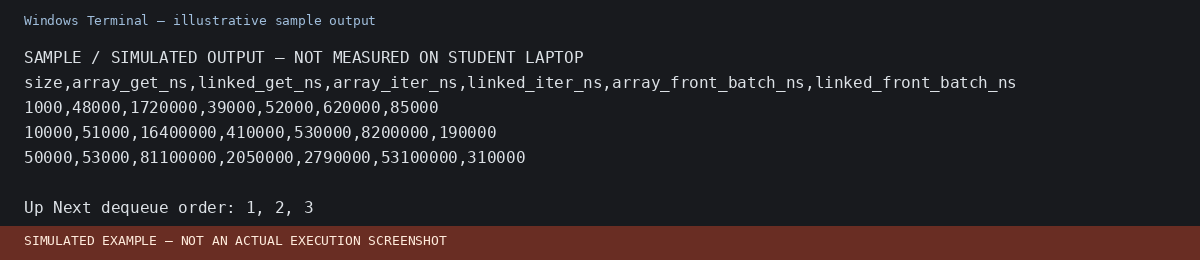 Windows Terminal — illustrative sample output
SAMPLE / SIMULATED OUTPUT — NOT MEASURED ON STUDENT LAPTOP
size,array_get_ns,linked_get_ns,array_iter_ns,linked_iter_ns,array_front_batch_ns,linked_front_batch_ns
1000,48000,1720000,39000,52000,620000,85000
10000,51000,16400000,410000,530000,8200000,190000
50000,53000,81100000,2050000,2790000,53100000,310000
Up Next dequeue order: 1, 2, 3
SIMULATED EXAMPLE — NOT AN ACTUAL EXECUTION SCREENSHOT